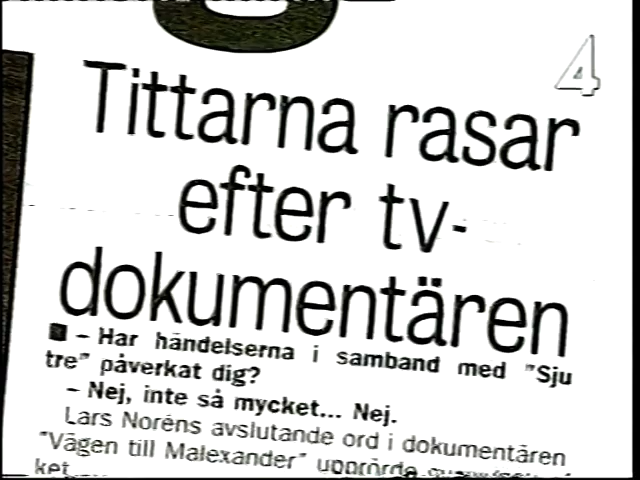 4
Tittarna rasar
efter tv-
dokumentären
– Har händelserna i samband med "Sju
tre" påverkat dig?
– Nej, inte så mycket... Nej.
Lars Noréns avslutande ord i dokumentären
"Vägen till Malexander" upprörde
ket